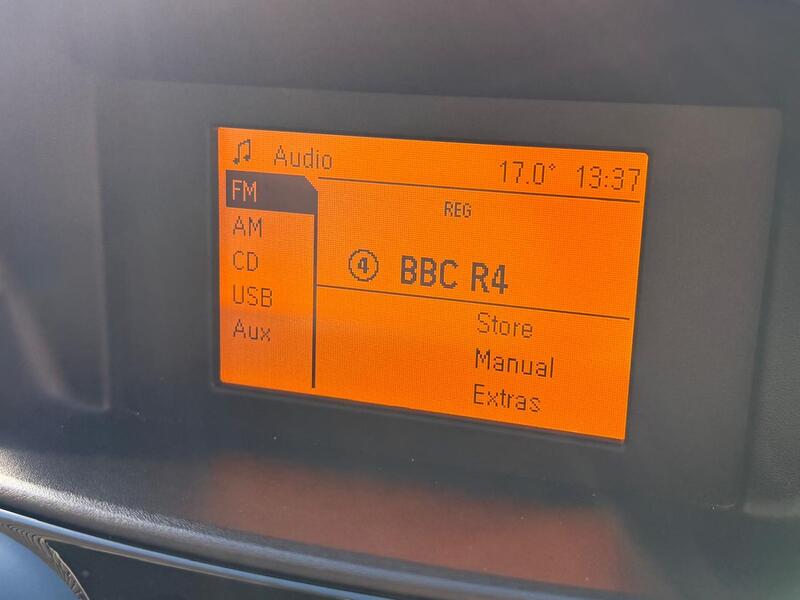 Audio 17.0° 13:37
FM
AM
CD
USB
Aux
REG
4 BBC R4
Store
Manual
Extras